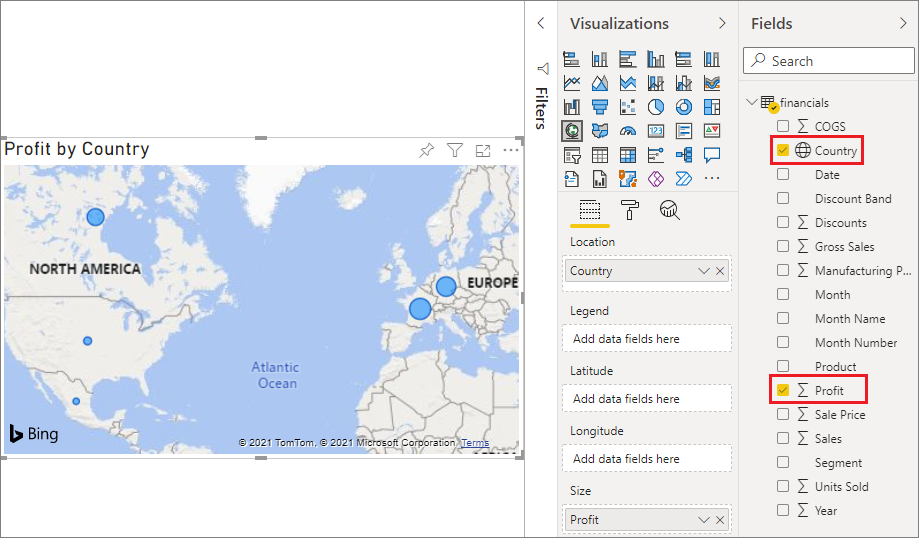 Profit by Country
NORTH AMERICA
EUROPE
Atlantic
Ocean
Bing
© 2021 TomTom, © 2021 Microsoft Corporation, Terms
Filters
Visualizations
123
R
Py
Location
Country
Legend
Add data fields here
Latitude
Add data fields here
Longitude
Add data fields here
Size
Profit
Fields
Search
financials
COGS
Country
Date
Discount Band
Discounts
Gross Sales
Manufacturing P...
Month
Month Name
Month Number
Product
Profit
Sale Price
Sales
Segment
Units Sold
Year